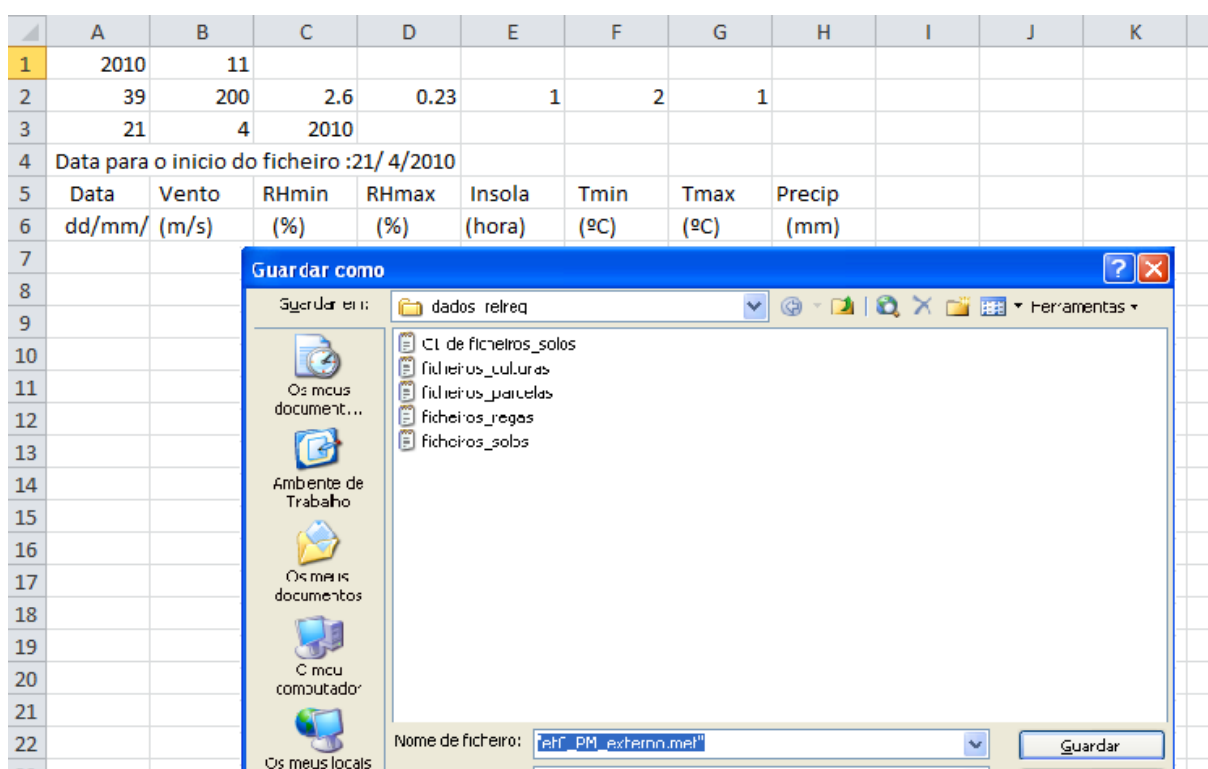 A B C D E F G H I J K
1 2010 11
2 39 200 2.6 0.23 1 2 1
3 21 4 2010
4 Data para o inicio do ficheiro :21/ 4/2010
5 Data Vento RHmin RHmax Insola Tmin Tmax Precip
6 dd/mm/ (m/s) (%) (%) (hora) (ºC) (ºC) (mm)
7
Guardar como
8
Guardar em: dados_relreg Ferramentas
9
10
11
12
13
14
15
16
17
18
19
20
21
22
de ficheiros_solos
ficheiros_culturas
ficheiros_parcelas
ficheiros_regas
ficheiros_solos
Os meus
document...
Ambiente de
Trabalho
Os meus
documentos
O meu
computador
Os meus locais
Nome de ficheiro: _PM_externo.met" Guardar